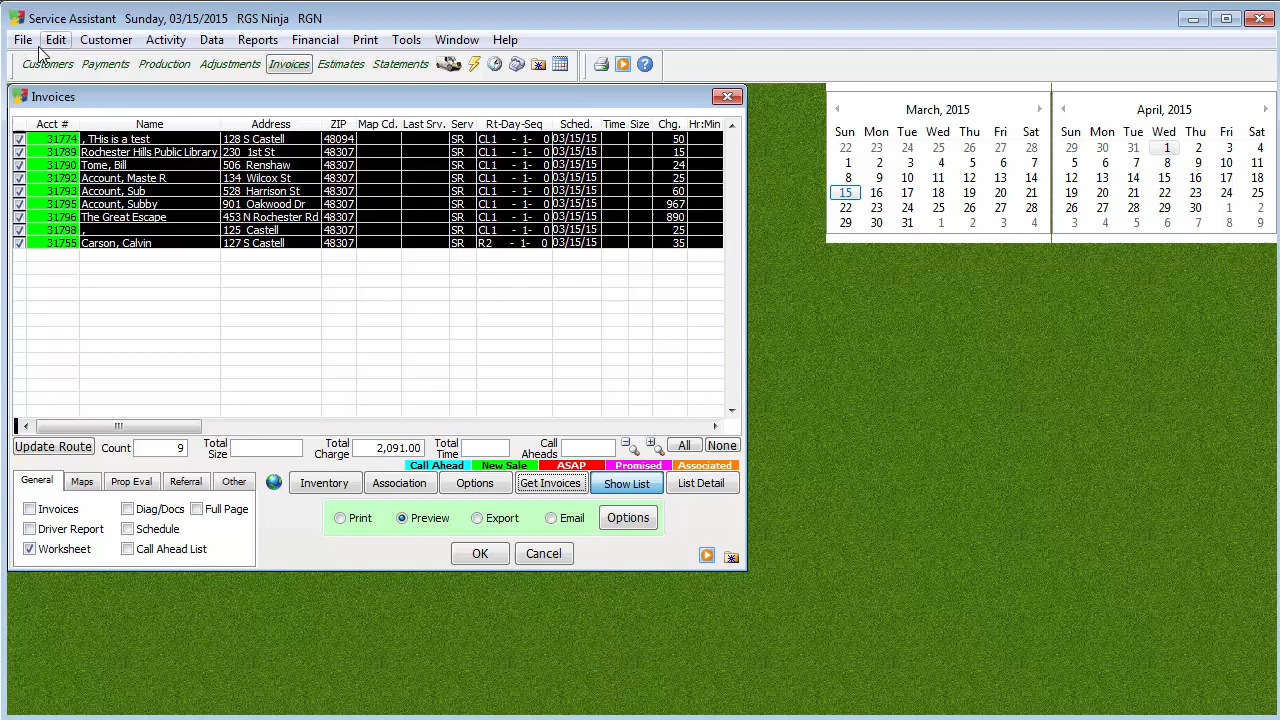 Service Assistant Sunday, 03/15/2015 RGS Ninja RGN
File Edit Customer Activity Data Reports Financial Print Tools Window Help
Customers Payments Production Adjustments Invoices Estimates Statements
Invoices
Acct # Name Address ZIP Map Cd. Last Srv. Serv Rt-Day-Seq Sched. Time Size Chg. Hr:Min
31774 , THis is a test 128 S Castell 48094 SR CL1 - 1- 0 03/15/15 50
31789 Rochester Hills Public Library 230 1st St 48307 SR CL1 - 1- 0 03/15/15 15
31790 Tome, Bill 506 Renshaw 48307 SR CL1 - 1- 0 03/15/15 24
31792 Account, Maste R 134 Wilcox St 48307 SR CL1 - 1- 0 03/15/15 25
31793 Account, Sub 528 Harrison St 48307 SR CL1 - 1- 0 03/15/15 60
31795 Account, Subby 901 Oakwood Dr 48307 SR CL1 - 1- 0 03/15/15 967
31796 The Great Escape 453 N Rochester Rd 48307 SR CL1 - 1- 0 03/15/15 890
31798 , 125 Castell 48307 SR CL1 - 1- 0 03/15/15 25
31755 Carson, Calvin 127 S Castell 48307 SR R2 - 1- 0 03/15/15 35
Update Route Count 9 Total Size Total Charge 2,091.00 Total Time Call Aheads All None
Call Ahead New Sale ASAP Promised Associated
General Maps Prop Eval Referral Other
Inventory Association Options Get Invoices Show List List Detail
Invoices Diag/Docs Full Page
Driver Report Schedule
Worksheet Call Ahead List
Print Preview Export Email Options
OK Cancel
March, 2015
Sun Mon Tue Wed Thu Fri Sat
22 23 24 25 26 27 28
1 2 3 4 5 6 7
8 9 10 11 12 13 14
15 16 17 18 19 20 21
22 23 24 25 26 27 28
29 30 31 1 2 3 4
April, 2015
Sun Mon Tue Wed Thu Fri Sat
29 30 31 1 2 3 4
5 6 7 8 9 10 11
12 13 14 15 16 17 18
19 20 21 22 23 24 25
26 27 28 29 30 1 2
3 4 5 6 7 8 9